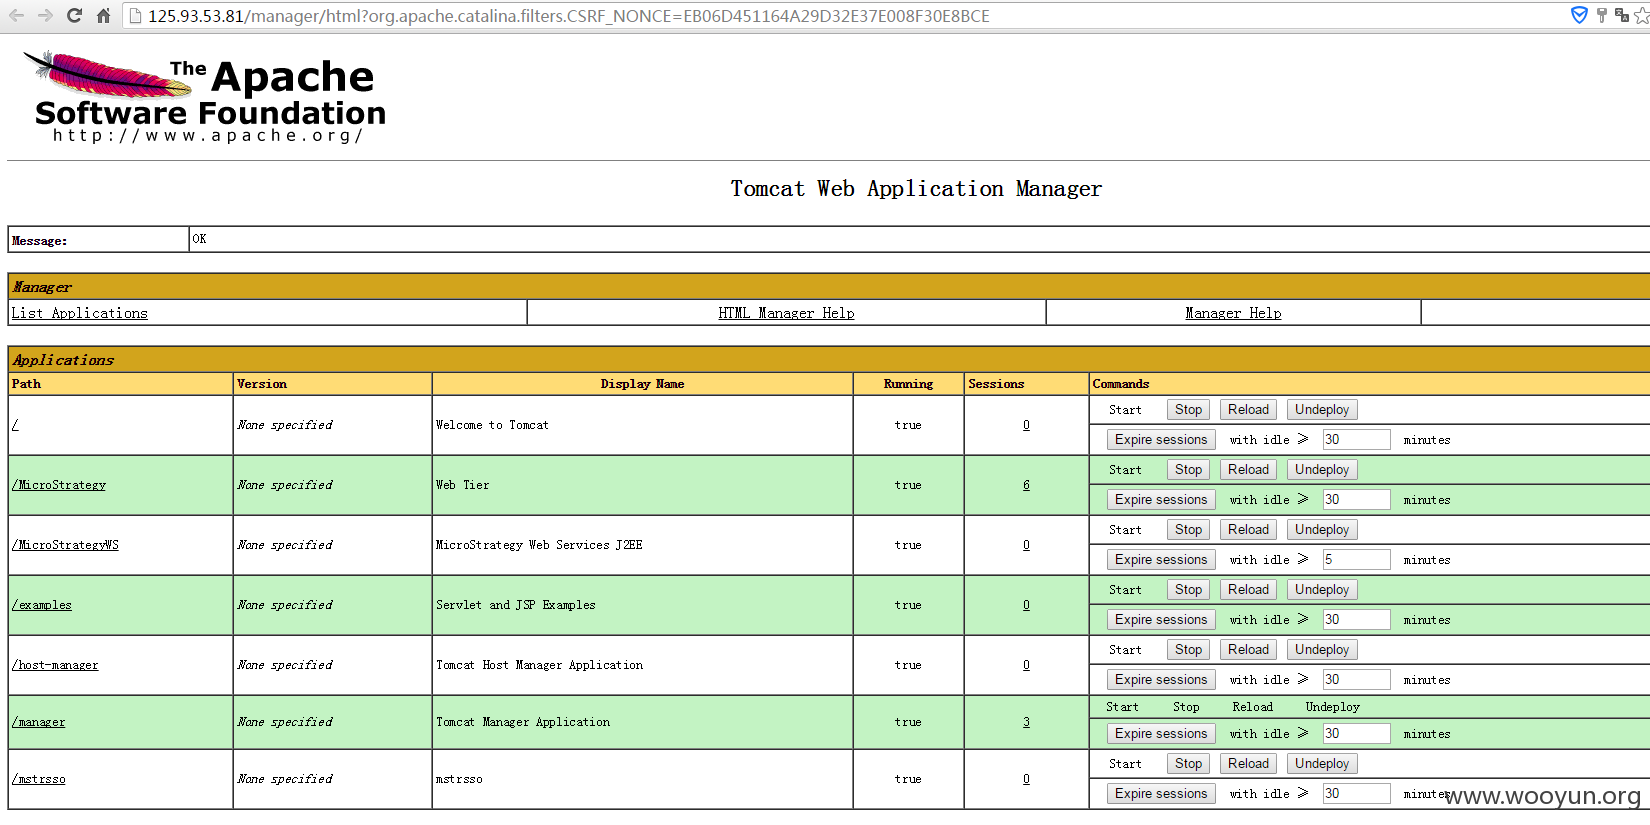 125.93.53.81/manager/html?org.apache.catalina.filters.CSRF_NONCE=EB06D451164A29D32E37E008F30E8BCE
The Apache
Software Foundation
http://www.apache.org/
Tomcat Web Application Manager
Message: OK
Manager
List Applications HTML Manager Help Manager Help
Applications
Path Version Display Name Running Sessions Commands
Start Stop Reload Undeploy
/ None specified Welcome to Tomcat true 0
Expire sessions with idle ≥ 30 minutes
Start Stop Reload Undeploy
/MicroStrategy None specified Web Tier true 6
Expire sessions with idle ≥ 30 minutes
Start Stop Reload Undeploy
/MicroStrategyWS None specified MicroStrategy Web Services J2EE true 0
Expire sessions with idle ≥ 5 minutes
Start Stop Reload Undeploy
/examples None specified Servlet and JSP Examples true 0
Expire sessions with idle ≥ 30 minutes
Start Stop Reload Undeploy
/host-manager None specified Tomcat Host Manager Application true 0
Expire sessions with idle ≥ 30 minutes
Start Stop Reload Undeploy
/manager None specified Tomcat Manager Application true 3
Expire sessions with idle ≥ 30 minutes
Start Stop Reload Undeploy
/mstrsso None specified mstrsso true 0
Expire sessions with idle ≥ 30 minutes
www.wooyun.org